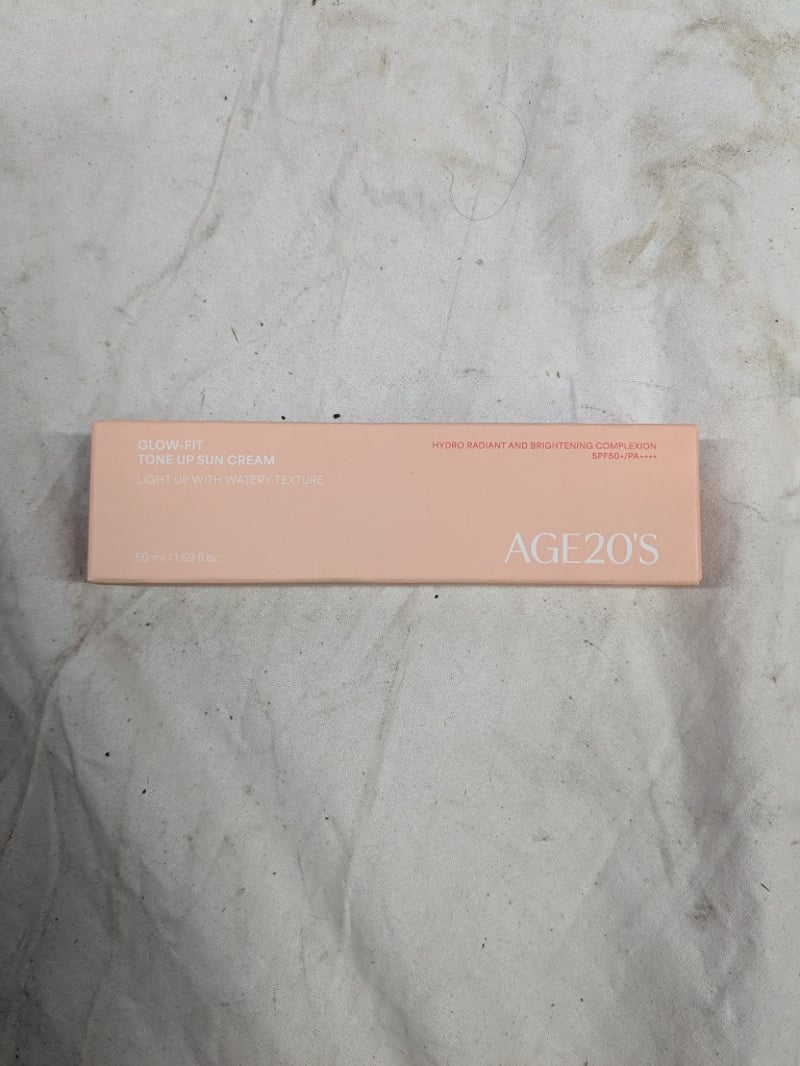 GLOW-FIT
TONE UP SUN CREAM
LIGHT UP WITH WATERY TEXTURE
HYDRO RADIANT AND BRIGHTENING COMPLEXION
SPF50+/PA++++
50 ml / 1.69 fl.oz.
AGE20'S